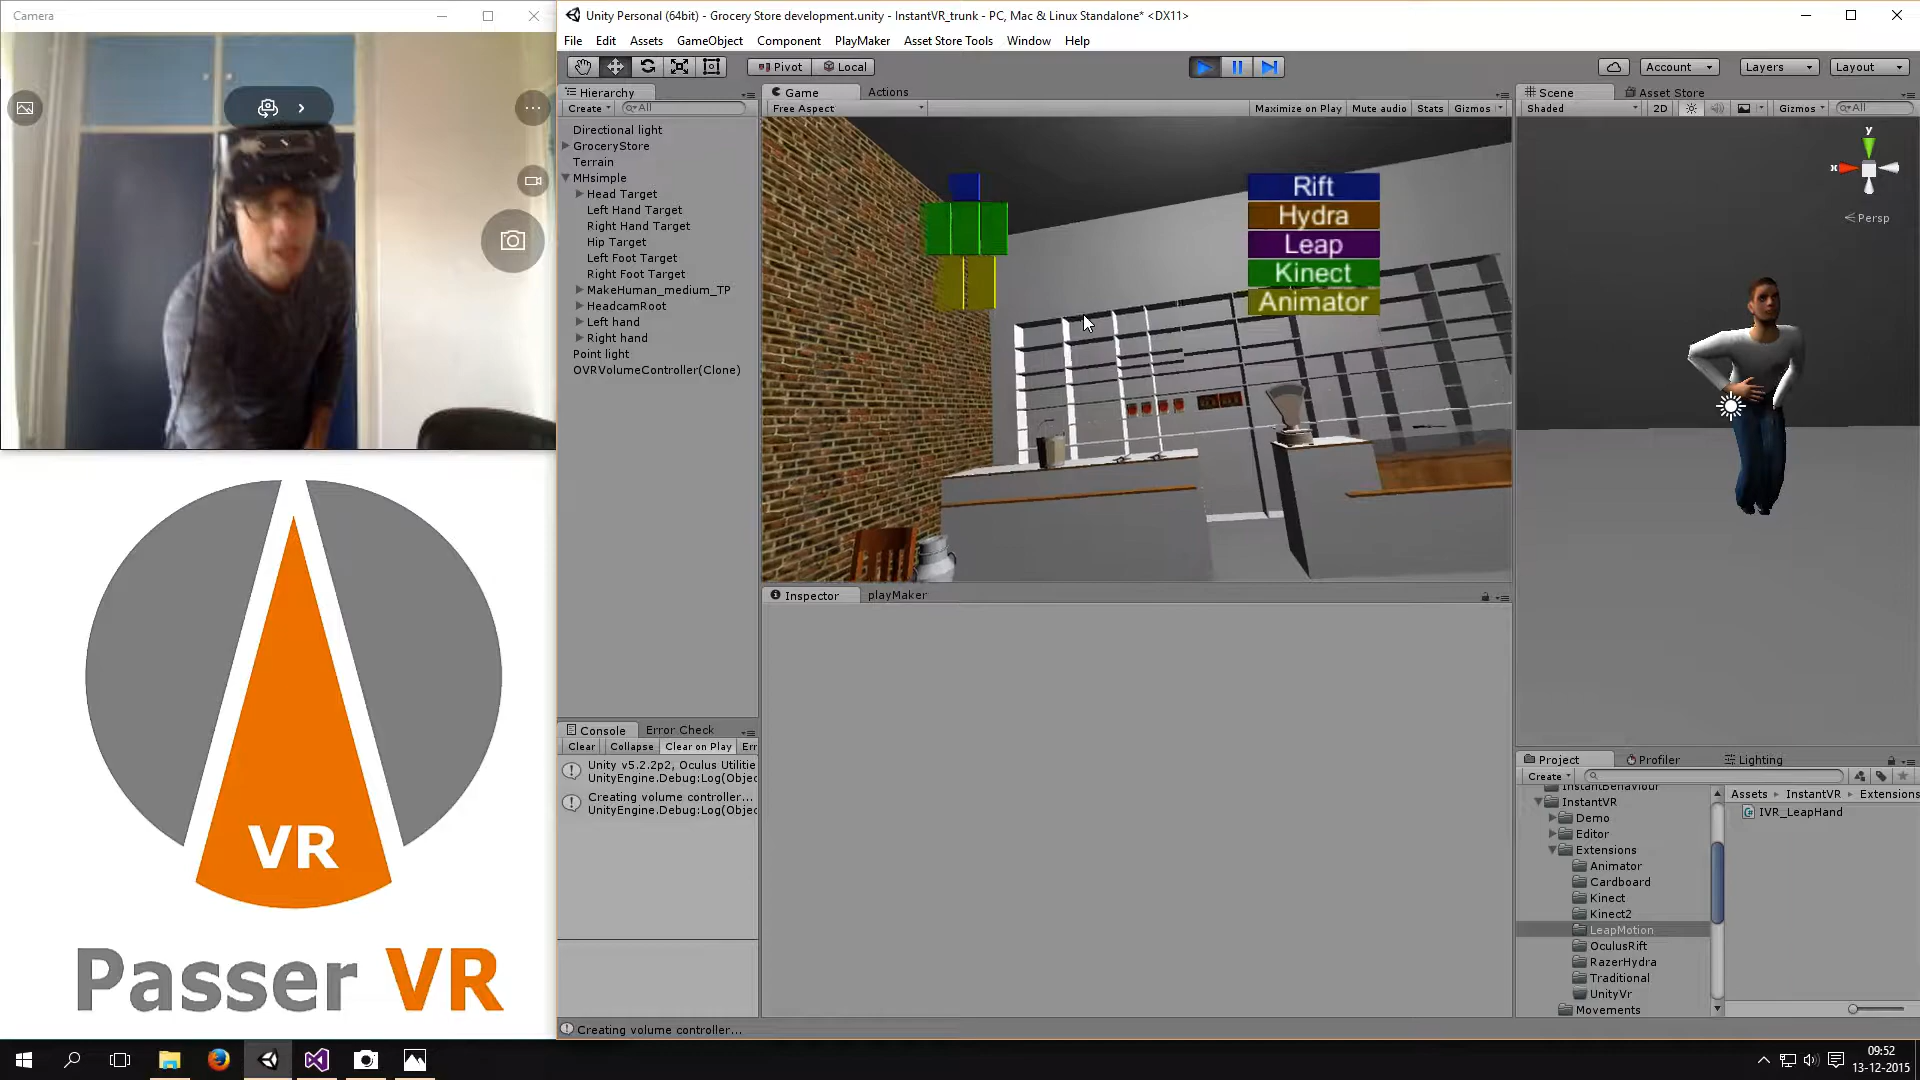 Camera
Unity Personal (64bit) - Grocery Store development.unity - InstantVR_trunk - PC, Mac & Linux Standalone* <DX11>
File Edit Assets GameObject Component PlayMaker Asset Store Tools Window Help
Pivot Local Account Layers Layout
Hierarchy
Create All
Directional light
GroceryStore
Terrain
MHsimple
Head Target
Left Hand Target
Right Hand Target
Hip Target
Left Foot Target
Right Foot Target
MakeHuman_medium_TP
HeadcamRoot
Left hand
Right hand
Point light
OVRVolumeController(Clone)
Game Actions
Free Aspect Maximize on Play Mute audio Stats Gizmos
Rift
Hydra
Leap
Kinect
Animator
Scene Asset Store
Shaded 2D Gizmos All
y
x
Persp
Inspector playMaker
Console Error Check
Clear Collapse Clear on Play Err
Unity v5.2.2p2, Oculus Utilitie
UnityEngine.Debug:Log(Objec
Creating volume controller...
UnityEngine.Debug:Log(Objec
Creating volume controller...
Project Profiler Lighting
Create
InstantBehaviour
InstantVR
Demo
Editor
Extensions
Animator
Cardboard
Kinect
Kinect2
LeapMotion
OculusRift
RazerHydra
Traditional
UnityVr
Movements
Assets InstantVR Extensions
IVR_LeapHand
VR
Passer VR
09:52
13-12-2015